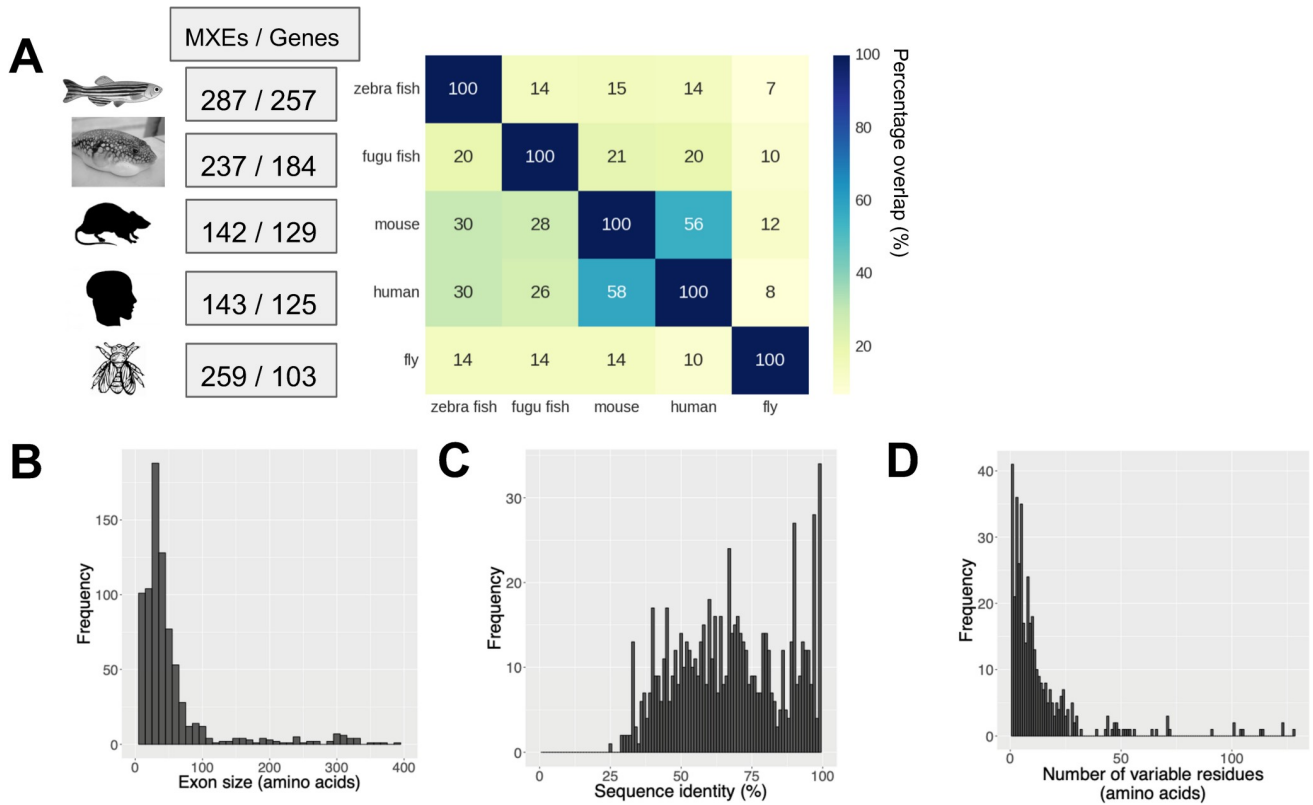 A
MXEs / Genes
287 / 257
237 / 184
142 / 129
143 / 125
259 / 103
zebra fish 100 14 15 14 7
fugu fish 20 100 21 20 10
mouse 30 28 100 56 12
human 30 26 58 100 8
fly 14 14 14 10 100
zebra fish fugu fish mouse human fly
100
80
60
40
20
Percentage overlap (%)
B
Frequency
150
100
50
0
0 100 200 300 400
Exon size (amino acids)
C
Frequency
30
20
10
0
0 25 50 75 100
Sequence identity (%)
D
Frequency
40
30
20
10
0
0 50 100
Number of variable residues
(amino acids)